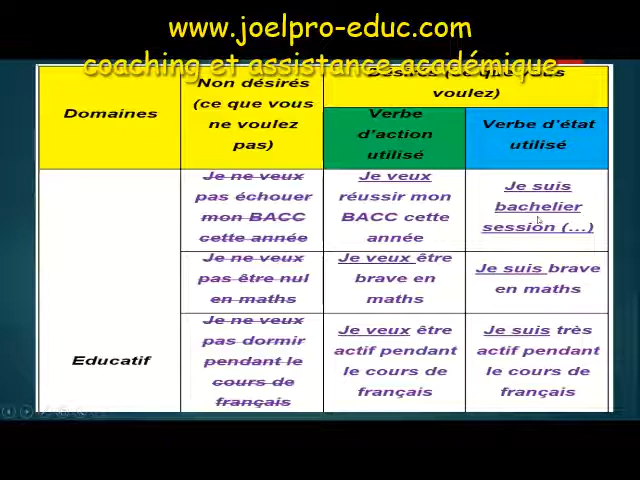 www.joelpro-educ.com
coaching et assistance académique
Domaines
Non désirés
(ce que vous
ne voulez
pas)
Désirés (ce que vous
voulez)
Verbe
d'action
utilisé
Verbe d'état
utilisé
Educatif
Je ne veux
pas échouer
mon BACC
cette année
Je veux
réussir mon
BACC cette
année
Je suis
bachelier
session (...)
Je ne veux
pas être nul
en maths
Je veux être
brave en
maths
Je suis brave
en maths
Je ne veux
pas dormir
pendant le
cours de
français
Je veux être
actif pendant
le cours de
français
Je suis très
actif pendant
le cours de
français